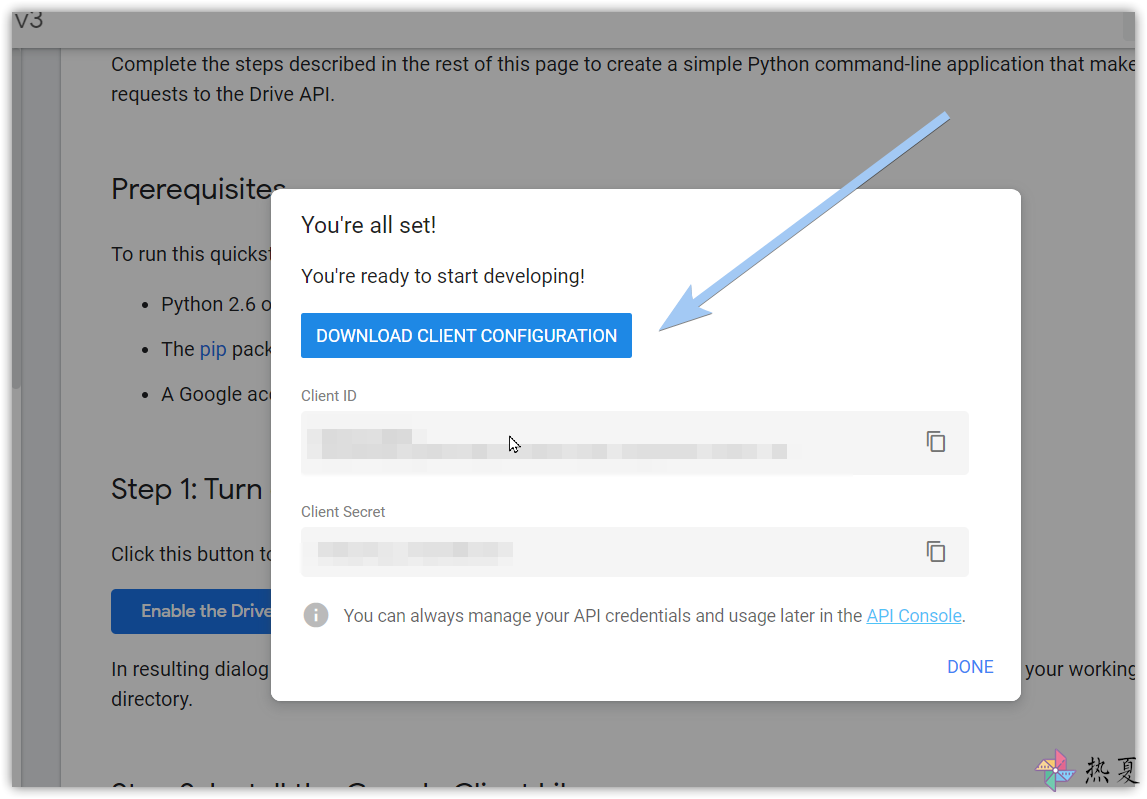 v3
Complete the steps described in the rest of this page to create a simple Python command-line application that make
requests to the Drive API.
Prerequisites
To run this quickst
Python 2.6 o
The pip pack
A Google acc
Step 1: Turn
Click this button to
Enable the Drive
In resulting dialog
your working
directory.
You're all set!
You're ready to start developing!
DOWNLOAD CLIENT CONFIGURATION
Client ID
Client Secret
You can always manage your API credentials and usage later in the API Console.
DONE
热夏